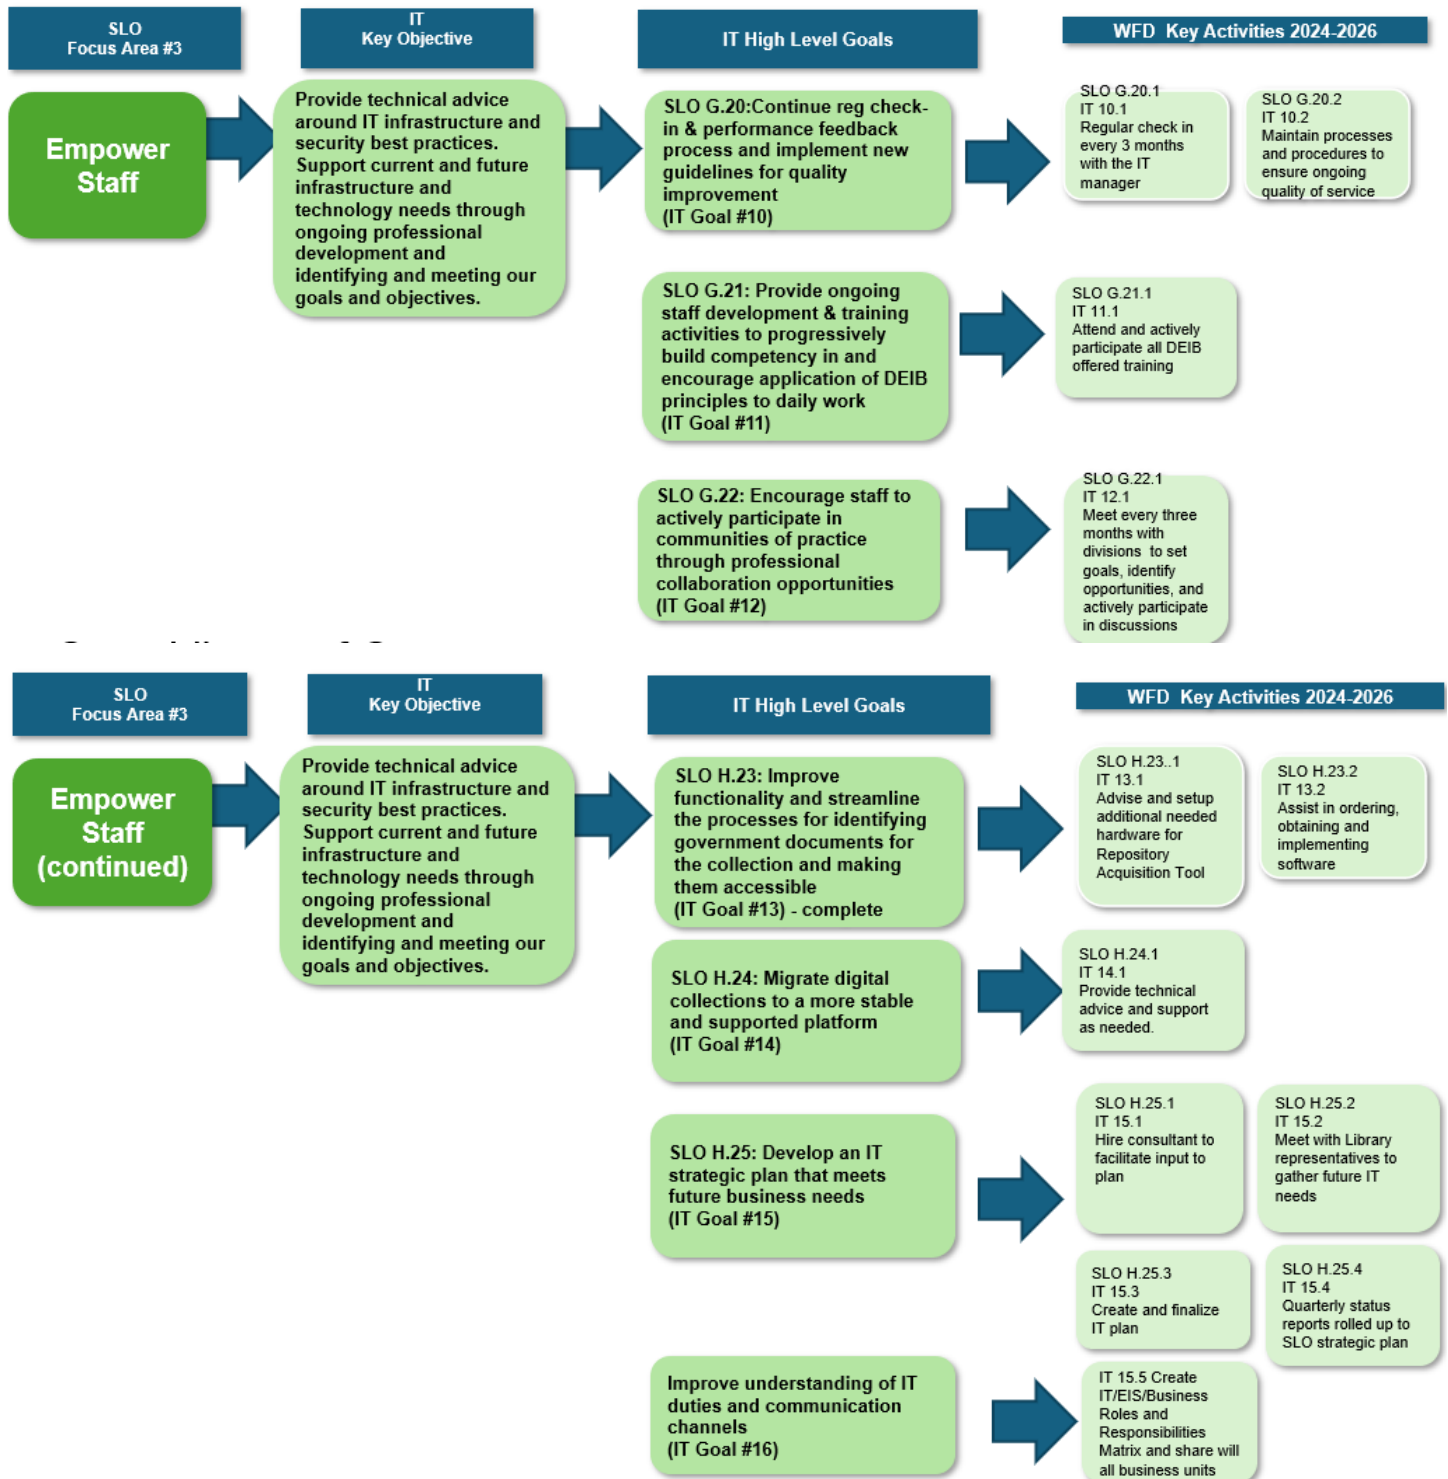 SLO
Focus Area #3
IT
Key Objective
IT High Level Goals
WFD Key Activities 2024-2026
Empower
Staff
Provide technical advice
around IT infrastructure and
security best practices.
Support current and future
infrastructure and
technology needs through
ongoing professional
development and
identifying and meeting our
goals and objectives.
SLO G.20:Continue reg check-
in & performance feedback
process and implement new
guidelines for quality
improvement
(IT Goal #10)
SLO G.20.1
IT 10.1
Regular check in
every 3 months
with the IT
manager
SLO G.20.2
IT 10.2
Maintain processes
and procedures to
ensure ongoing
quality of service
SLO G.21: Provide ongoing
staff development & training
activities to progressively
build competency in and
encourage application of DEIB
principles to daily work
(IT Goal #11)
SLO G.21.1
IT 11.1
Attend and actively
participate all DEIB
offered training
SLO G.22: Encourage staff to
actively participate in
communities of practice
through professional
collaboration opportunities
(IT Goal #12)
SLO G.22.1
IT 12.1
Meet every three
months with
divisions to set
goals, identify
opportunities, and
actively participate
in discussions
SLO
Focus Area #3
IT
Key Objective
IT High Level Goals
WFD Key Activities 2024-2026
Empower
Staff
(continued)
Provide technical advice
around IT infrastructure and
security best practices.
Support current and future
infrastructure and
technology needs through
ongoing professional
development and
identifying and meeting our
goals and objectives.
SLO H.23: Improve
functionality and streamline
the processes for identifying
government documents for
the collection and making
them accessible
(IT Goal #13) - complete
SLO H.23..1
IT 13.1
Advise and setup
additional needed
hardware for
Repository
Acquisition Tool
SLO H.23.2
IT 13.2
Assist in ordering,
obtaining and
implementing
software
SLO H.24: Migrate digital
collections to a more stable
and supported platform
(IT Goal #14)
SLO H.24.1
IT 14.1
Provide technical
advice and support
as needed.
SLO H.25: Develop an IT
strategic plan that meets
future business needs
(IT Goal #15)
SLO H.25.1
IT 15.1
Hire consultant to
facilitate input to
plan
SLO H.25.2
IT 15.2
Meet with Library
representatives to
gather future IT
needs
SLO H.25.3
IT 15.3
Create and finalize
IT plan
SLO H.25.4
IT 15.4
Quarterly status
reports rolled up to
SLO strategic plan
Improve understanding of IT
duties and communication
channels
(IT Goal #16)
IT 15.5 Create
IT/EIS/Business
Roles and
Responsibilities
Matrix and share will
all business units